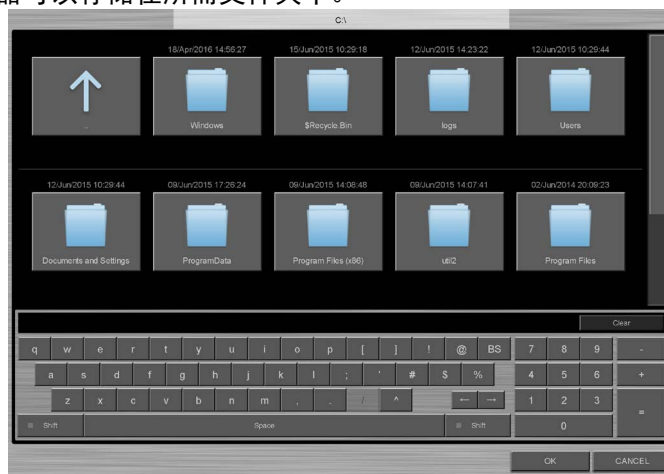 器可以存储在所需文件夹下。
C:\
18/Apr/2016 14:56:27 15/Jun/2015 10:29:18 12/Jun/2015 14:23:22 12/Jun/2015 10:29:44
.. Windows $Recycle.Bin logs Users
12/Jun/2015 10:29:44 09/Jun/2015 17:26:24 09/Jun/2015 14:08:48 09/Jun/2015 14:07:41 02/Jun/2014 20:09:23
Documents and Settings ProgramData Program Files (x86) util2 Program Files
Clear
q w e r t y u i o p [ ] ! @ BS 7 8 9 -
a s d f g h j k l ; ' # $ % 4 5 6 +
z x c v b n m , . / ^ ← → 1 2 3 =
Shift Space Shift 0
OK CANCEL